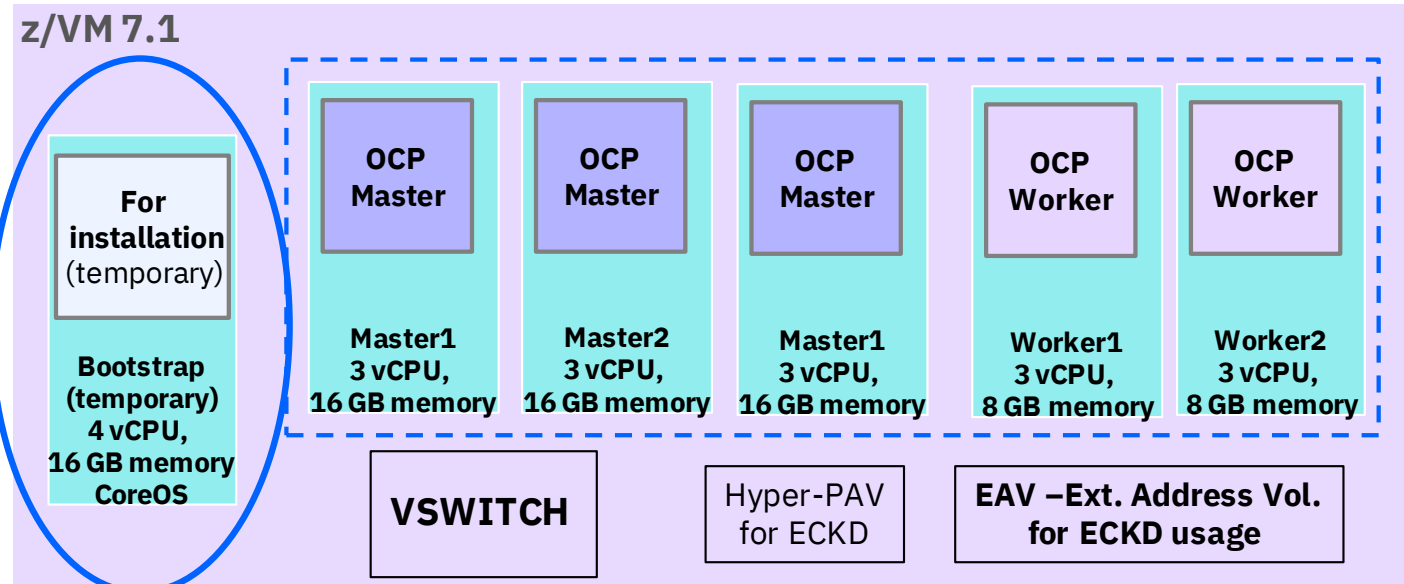 z/VM 7.1
For
installation
(temporary)
Bootstrap
(temporary)
4 vCPU,
16 GB memory
CoreOS
OCP
Master
Master1
3 vCPU,
16 GB memory
OCP
Master
Master2
3 vCPU,
16 GB memory
OCP
Master
Master1
3 vCPU,
16 GB memory
OCP
Worker
Worker1
3 vCPU,
8 GB memory
OCP
Worker
Worker2
3 vCPU,
8 GB memory
VSWITCH
Hyper-PAV
for ECKD
EAV –Ext. Address Vol.
for ECKD usage